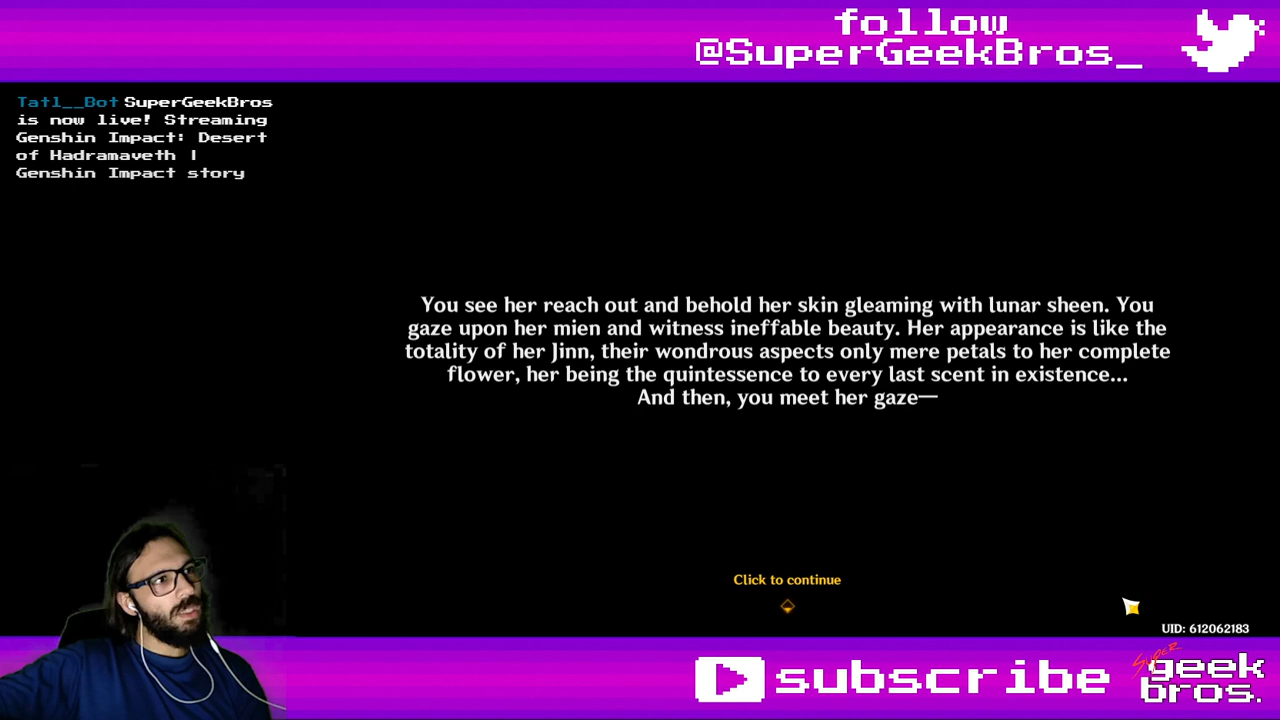 follow
@SuperGeekBros_
Tatl__Bot SuperGeekBros
is now live! Streaming
Genshin Impact: Desert
of Hadramaveth |
Genshin Impact story
You see her reach out and behold her skin gleaming with lunar sheen. You
gaze upon her mien and witness ineffable beauty. Her appearance is like the
totality of her Jinn, their wondrous aspects only mere petals to her complete
flower, her being the quintessence to every last scent in existence...
And then, you meet her gaze—
Click to continue
UID: 612062183
subscribe
SUPER
geek
bros.